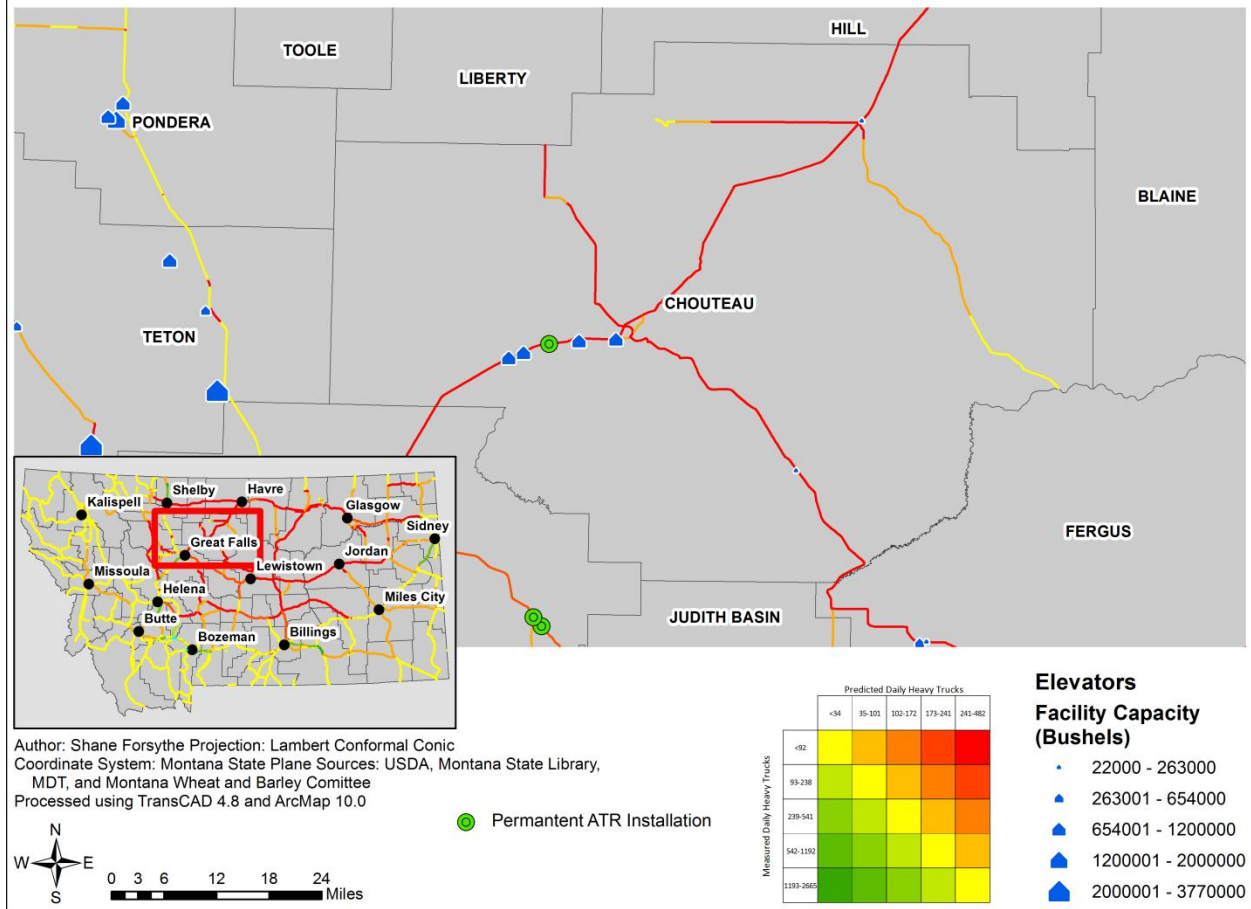 HILL
TOOLE
LIBERTY
PONDERA
BLAINE
CHOUTEAU
TETON
FERGUS
JUDITH BASIN
Kalispell
Shelby
Havre
Glasgow
Sidney
Great Falls
Jordan
Missoula
Lewistown
Helena
Miles City
Butte
Billings
Bozeman
Author: Shane Forsythe Projection: Lambert Conformal Conic
Coordinate System: Montana State Plane Sources: USDA, Montana State Library,
MDT, and Montana Wheat and Barley Comittee
Processed using TransCAD 4.8 and ArcMap 10.0
N
W E
S
0 3 6 12 18 24
Miles
Permantent ATR Installation
Predicted Daily Heavy Trucks
<34 35-101 102-172 173-241 241-482
Measured Daily Heavy Trucks
<92
93-238
239-541
542-1192
1193-2665
Elevators
Facility Capacity
(Bushels)
22000 - 263000
263001 - 654000
654001 - 1200000
1200001 - 2000000
2000001 - 3770000